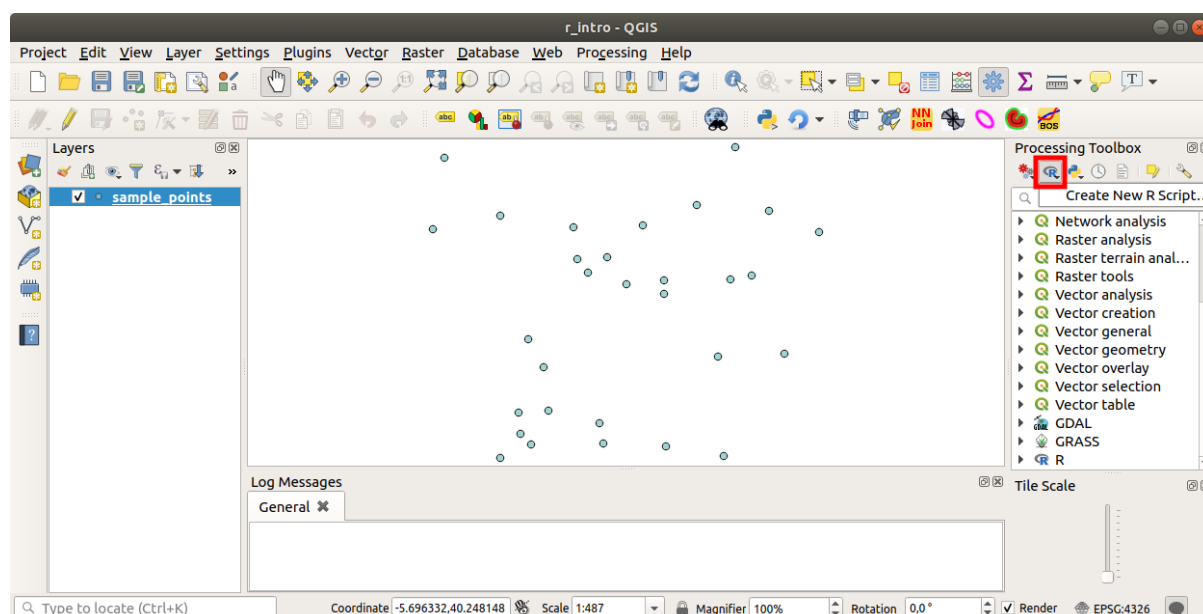 r_intro - QGIS
Project Edit View Layer Settings Plugins Vector Raster Database Web Processing Help
Layers
sample_points
Processing Toolbox
Create New R Script..
Network analysis
Raster analysis
Raster terrain anal...
Raster tools
Vector analysis
Vector creation
Vector general
Vector geometry
Vector overlay
Vector selection
Vector table
GDAL
GRASS
R
Log Messages
General
Tile Scale
Type to locate (Ctrl+K)
Coordinate -5.696332,40.248148 Scale 1:487 Magnifier 100% Rotation 0,0 ° Render EPSG:4326